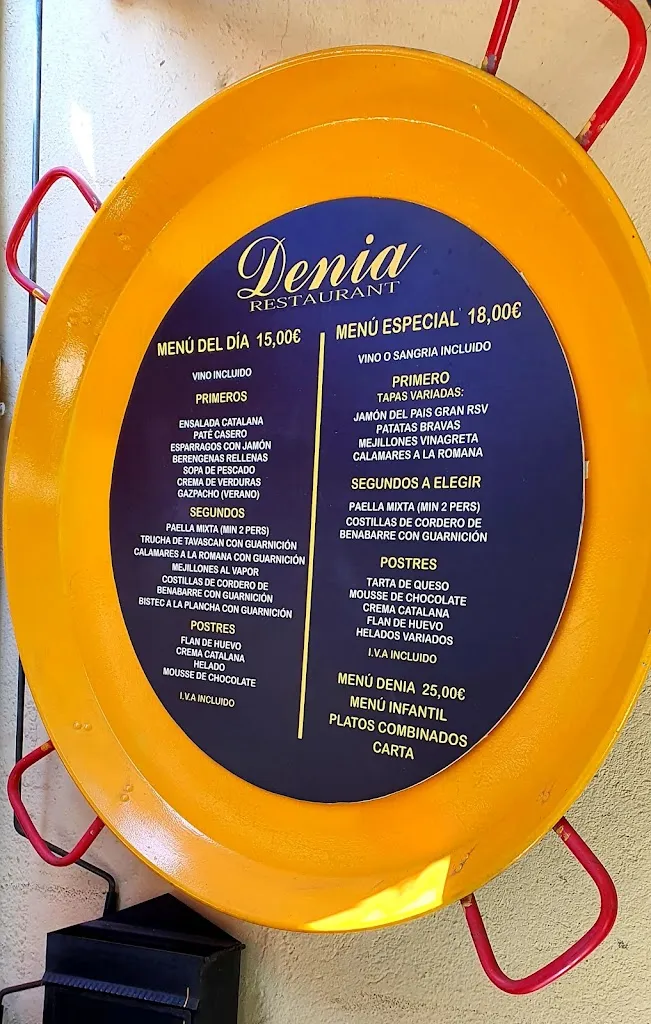 Denia
RESTAURANT
MENÚ DEL DÍA 15,00€
VINO INCLUIDO
PRIMEROS
ENSALADA CATALANA
PATÉ CASERO
ESPARRAGOS CON JAMÓN
BERENGENAS RELLENAS
SOPA DE PESCADO
CREMA DE VERDURAS
GAZPACHO (VERANO)
SEGUNDOS
PAELLA MIXTA (MIN 2 PERS)
TRUCHA DE TAVASCAN CON GUARNICIÓN
CALAMARES A LA ROMANA CON GUARNICIÓN
MEJILLONES AL VAPOR
COSTILLAS DE CORDERO DE
BENABARRE CON GUARNICIÓN
BISTEC A LA PLANCHA CON GUARNICIÓN
POSTRES
FLAN DE HUEVO
CREMA CATALANA
HELADO
MOUSSE DE CHOCOLATE
I.V.A INCLUIDO
MENÚ ESPECIAL 18,00€
VINO O SANGRIA INCLUIDO
PRIMERO
TAPAS VARIADAS:
JAMÓN DEL PAIS GRAN RSV
PATATAS BRAVAS
MEJILLONES VINAGRETA
CALAMARES A LA ROMANA
SEGUNDOS A ELEGIR
PAELLA MIXTA (MIN 2 PERS)
COSTILLAS DE CORDERO DE
BENABARRE CON GUARNICIÓN
POSTRES
TARTA DE QUESO
MOUSSE DE CHOCOLATE
CREMA CATALANA
FLAN DE HUEVO
HELADOS VARIADOS
I.V.A INCLUIDO
MENÚ DENIA 25,00€
MENÚ INFANTIL
PLATOS COMBINADOS
CARTA